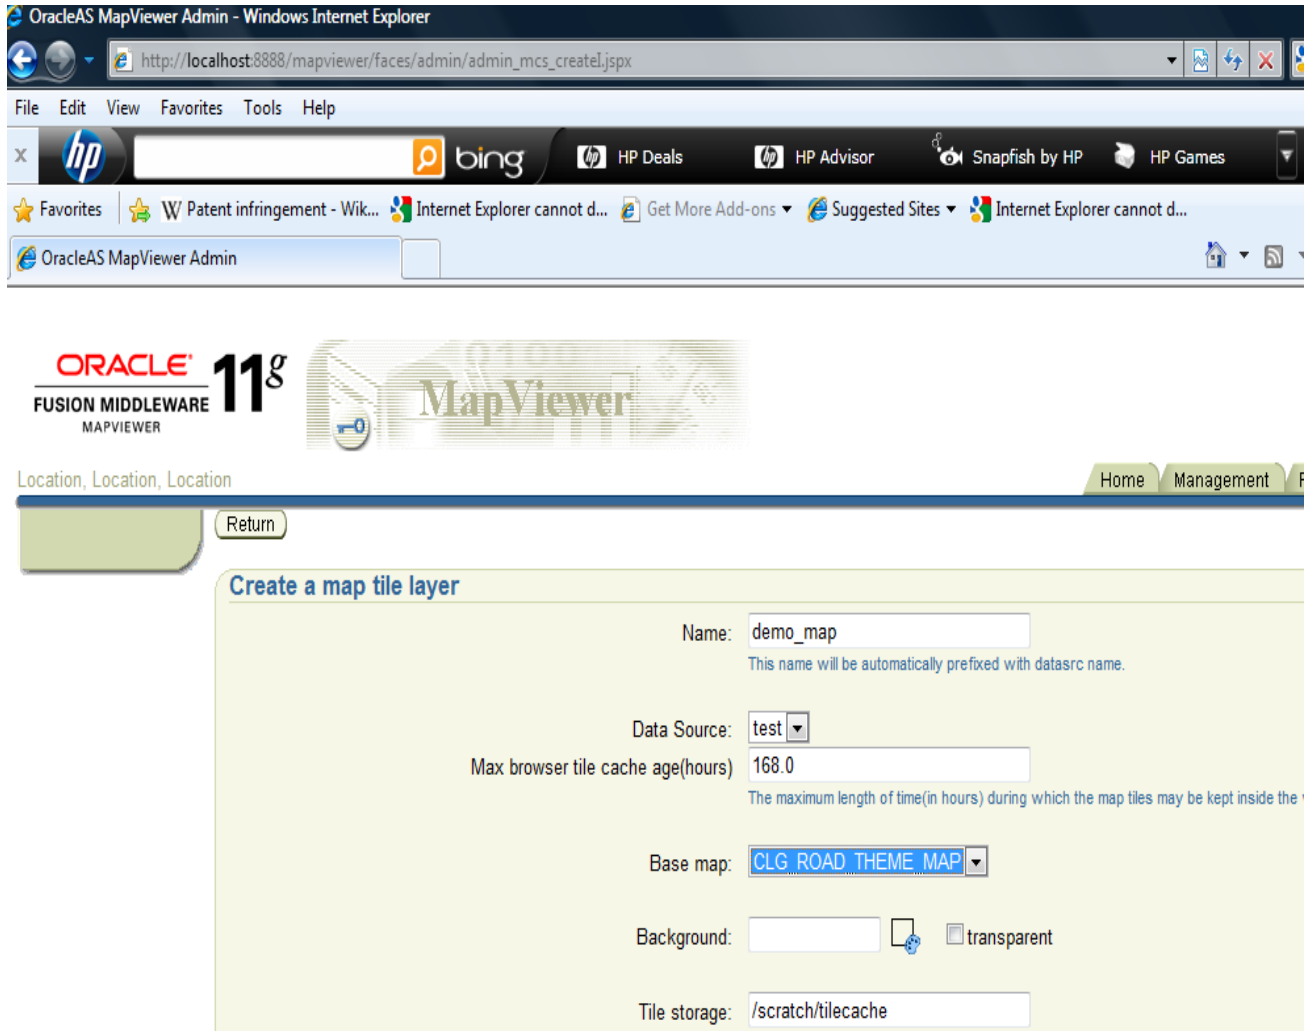 OracleAS MapViewer Admin - Windows Internet Explorer
http://localhost:8888/mapviewer/faces/admin/admin_mcs_createI.jspx
File Edit View Favorites Tools Help
x hp bing HP Deals HP Advisor Snapfish by HP HP Games
Favorites W Patent infringement - Wik... Internet Explorer cannot d... Get More Add-ons Suggested Sites Internet Explorer cannot d...
OracleAS MapViewer Admin
ORACLE 11g
FUSION MIDDLEWARE
MAPVIEWER
MapViewer
Location, Location, Location
Home Management
Return
Create a map tile layer
Name: demo_map
This name will be automatically prefixed with datasrc name.
Data Source: test
Max browser tile cache age(hours) 168.0
The maximum length of time(in hours) during which the map tiles may be kept inside the
Base map: CLG_ROAD_THEME_MAP
Background: transparent
Tile storage: /scratch/tilecache